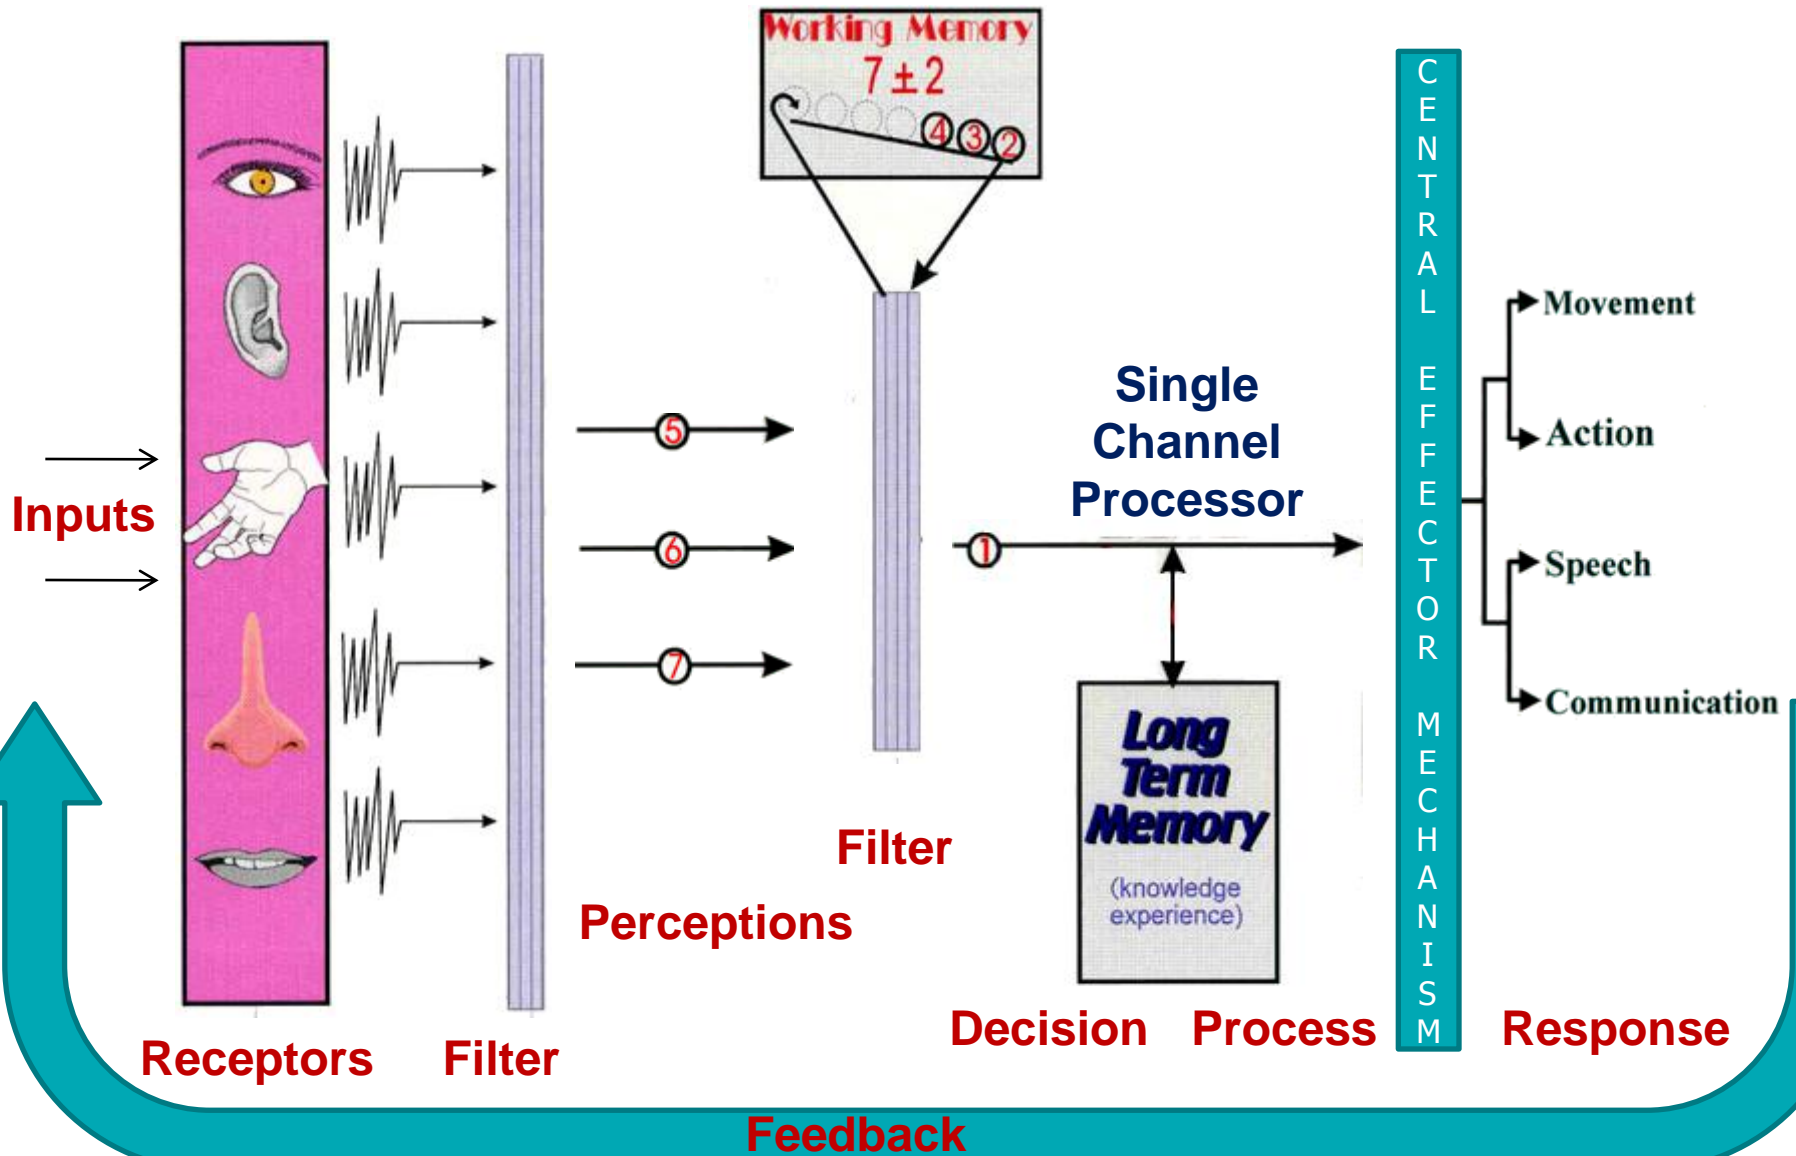 Working Memory
7 ± 2
4 3 2
Inputs
5
6
7
1
Single
Channel
Processor
Long
Term
Memory
(knowledge
experience)
CENTRAL EFFECTOR MECHANISM
Movement
Action
Speech
Communication
Filter
Perceptions
Receptors
Filter
Decision Process
Response
Feedback